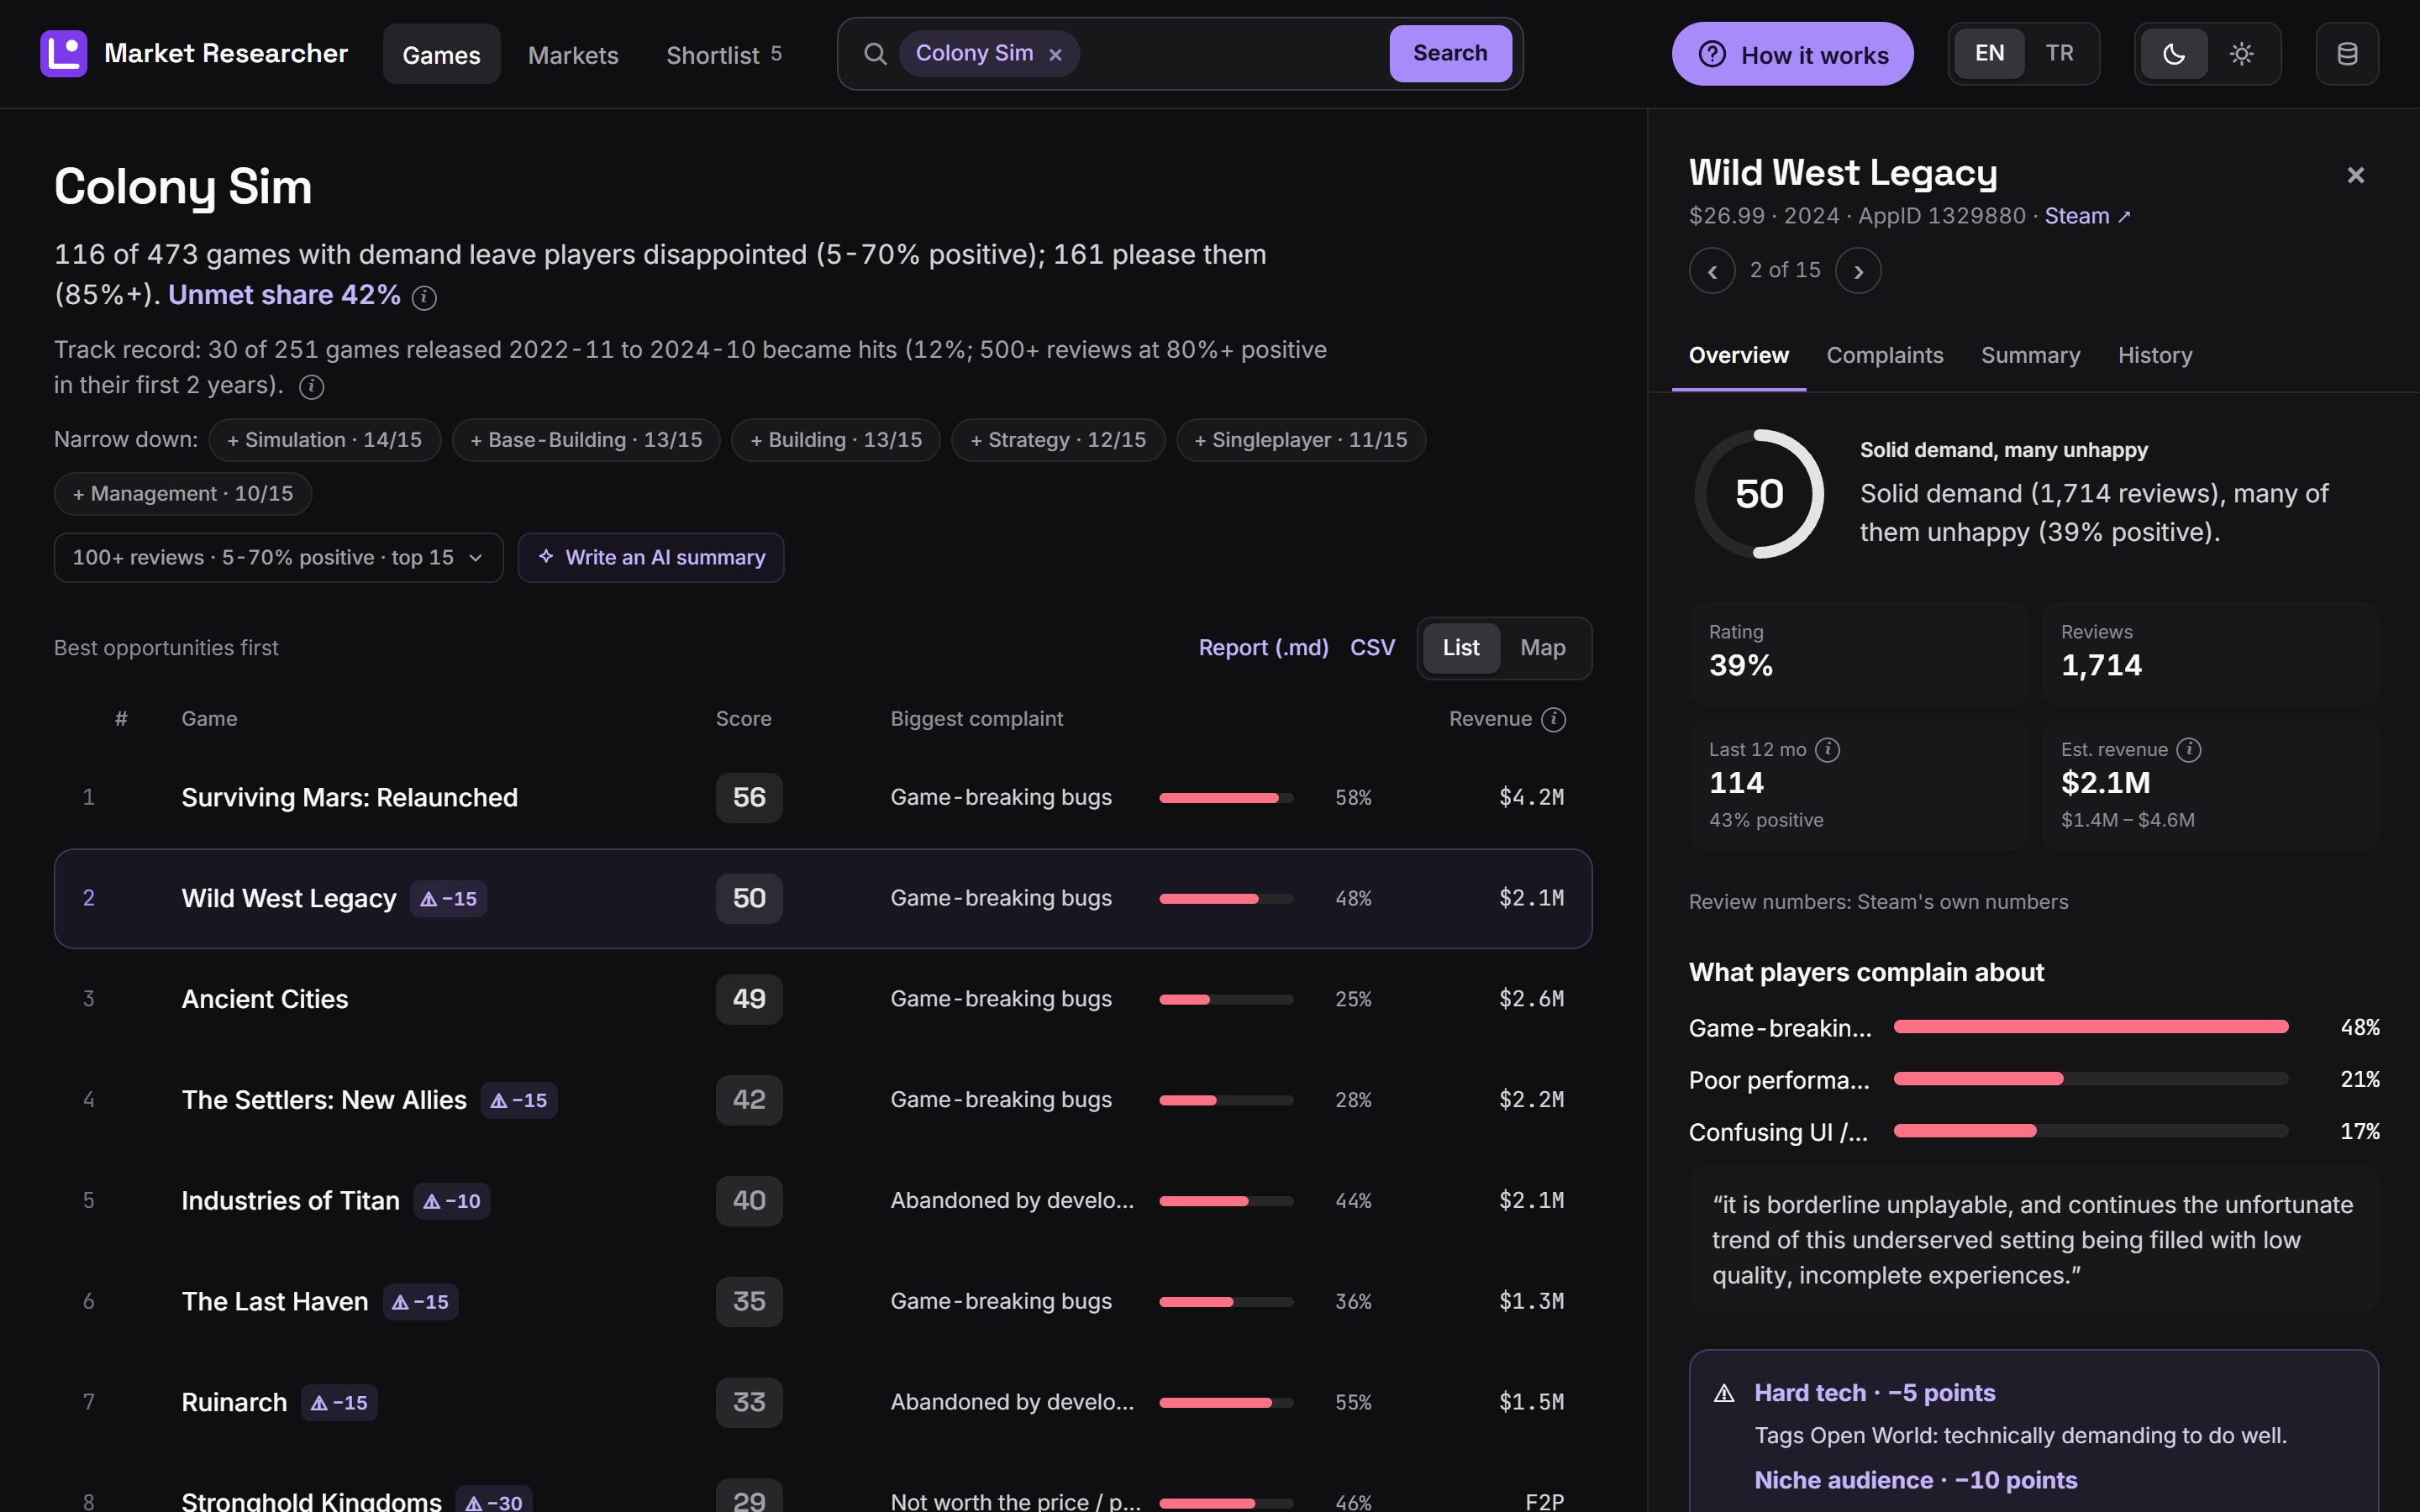 Market Researcher
Games
Markets
Shortlist 5
Colony Sim ×
Search
How it works
EN
TR
Colony Sim
116 of 473 games with demand leave players disappointed (5-70% positive); 161 please them
(85%+). Unmet share 42%
Track record: 30 of 251 games released 2022-11 to 2024-10 became hits (12%; 500+ reviews at 80%+ positive
in their first 2 years).
Narrow down:
+ Simulation · 14/15
+ Base-Building · 13/15
+ Building · 13/15
+ Strategy · 12/15
+ Singleplayer · 11/15
+ Management · 10/15
100+ reviews · 5-70% positive · top 15
Write an AI summary
Best opportunities first
Report (.md)
CSV
List
Map
# Game Score Biggest complaint Revenue
1 Surviving Mars: Relaunched 56 Game-breaking bugs 58% $4.2M
2 Wild West Legacy −15 50 Game-breaking bugs 48% $2.1M
3 Ancient Cities 49 Game-breaking bugs 25% $2.6M
4 The Settlers: New Allies −15 42 Game-breaking bugs 28% $2.2M
5 Industries of Titan −10 40 Abandoned by develo... 44% $2.1M
6 The Last Haven −15 35 Game-breaking bugs 36% $1.3M
7 Ruinarch −15 33 Abandoned by develo... 55% $1.5M
8 Stronghold Kingdoms −30 29 Not worth the price / p... 46% F2P
Wild West Legacy
×
$26.99 · 2024 · AppID 1329880 · Steam ↗
‹ 2 of 15 ›
Overview
Complaints
Summary
History
50
Solid demand, many unhappy
Solid demand (1,714 reviews), many of
them unhappy (39% positive).
Rating
39%
Reviews
1,714
Last 12 mo
114
43% positive
Est. revenue
$2.1M
$1.4M – $4.6M
Review numbers: Steam's own numbers
What players complain about
Game-breakin... 48%
Poor performa... 21%
Confusing UI /... 17%
“it is borderline unplayable, and continues the unfortunate
trend of this underserved setting being filled with low
quality, incomplete experiences.”
Hard tech · −5 points
Tags Open World: technically demanding to do well.
Niche audience · −10 points